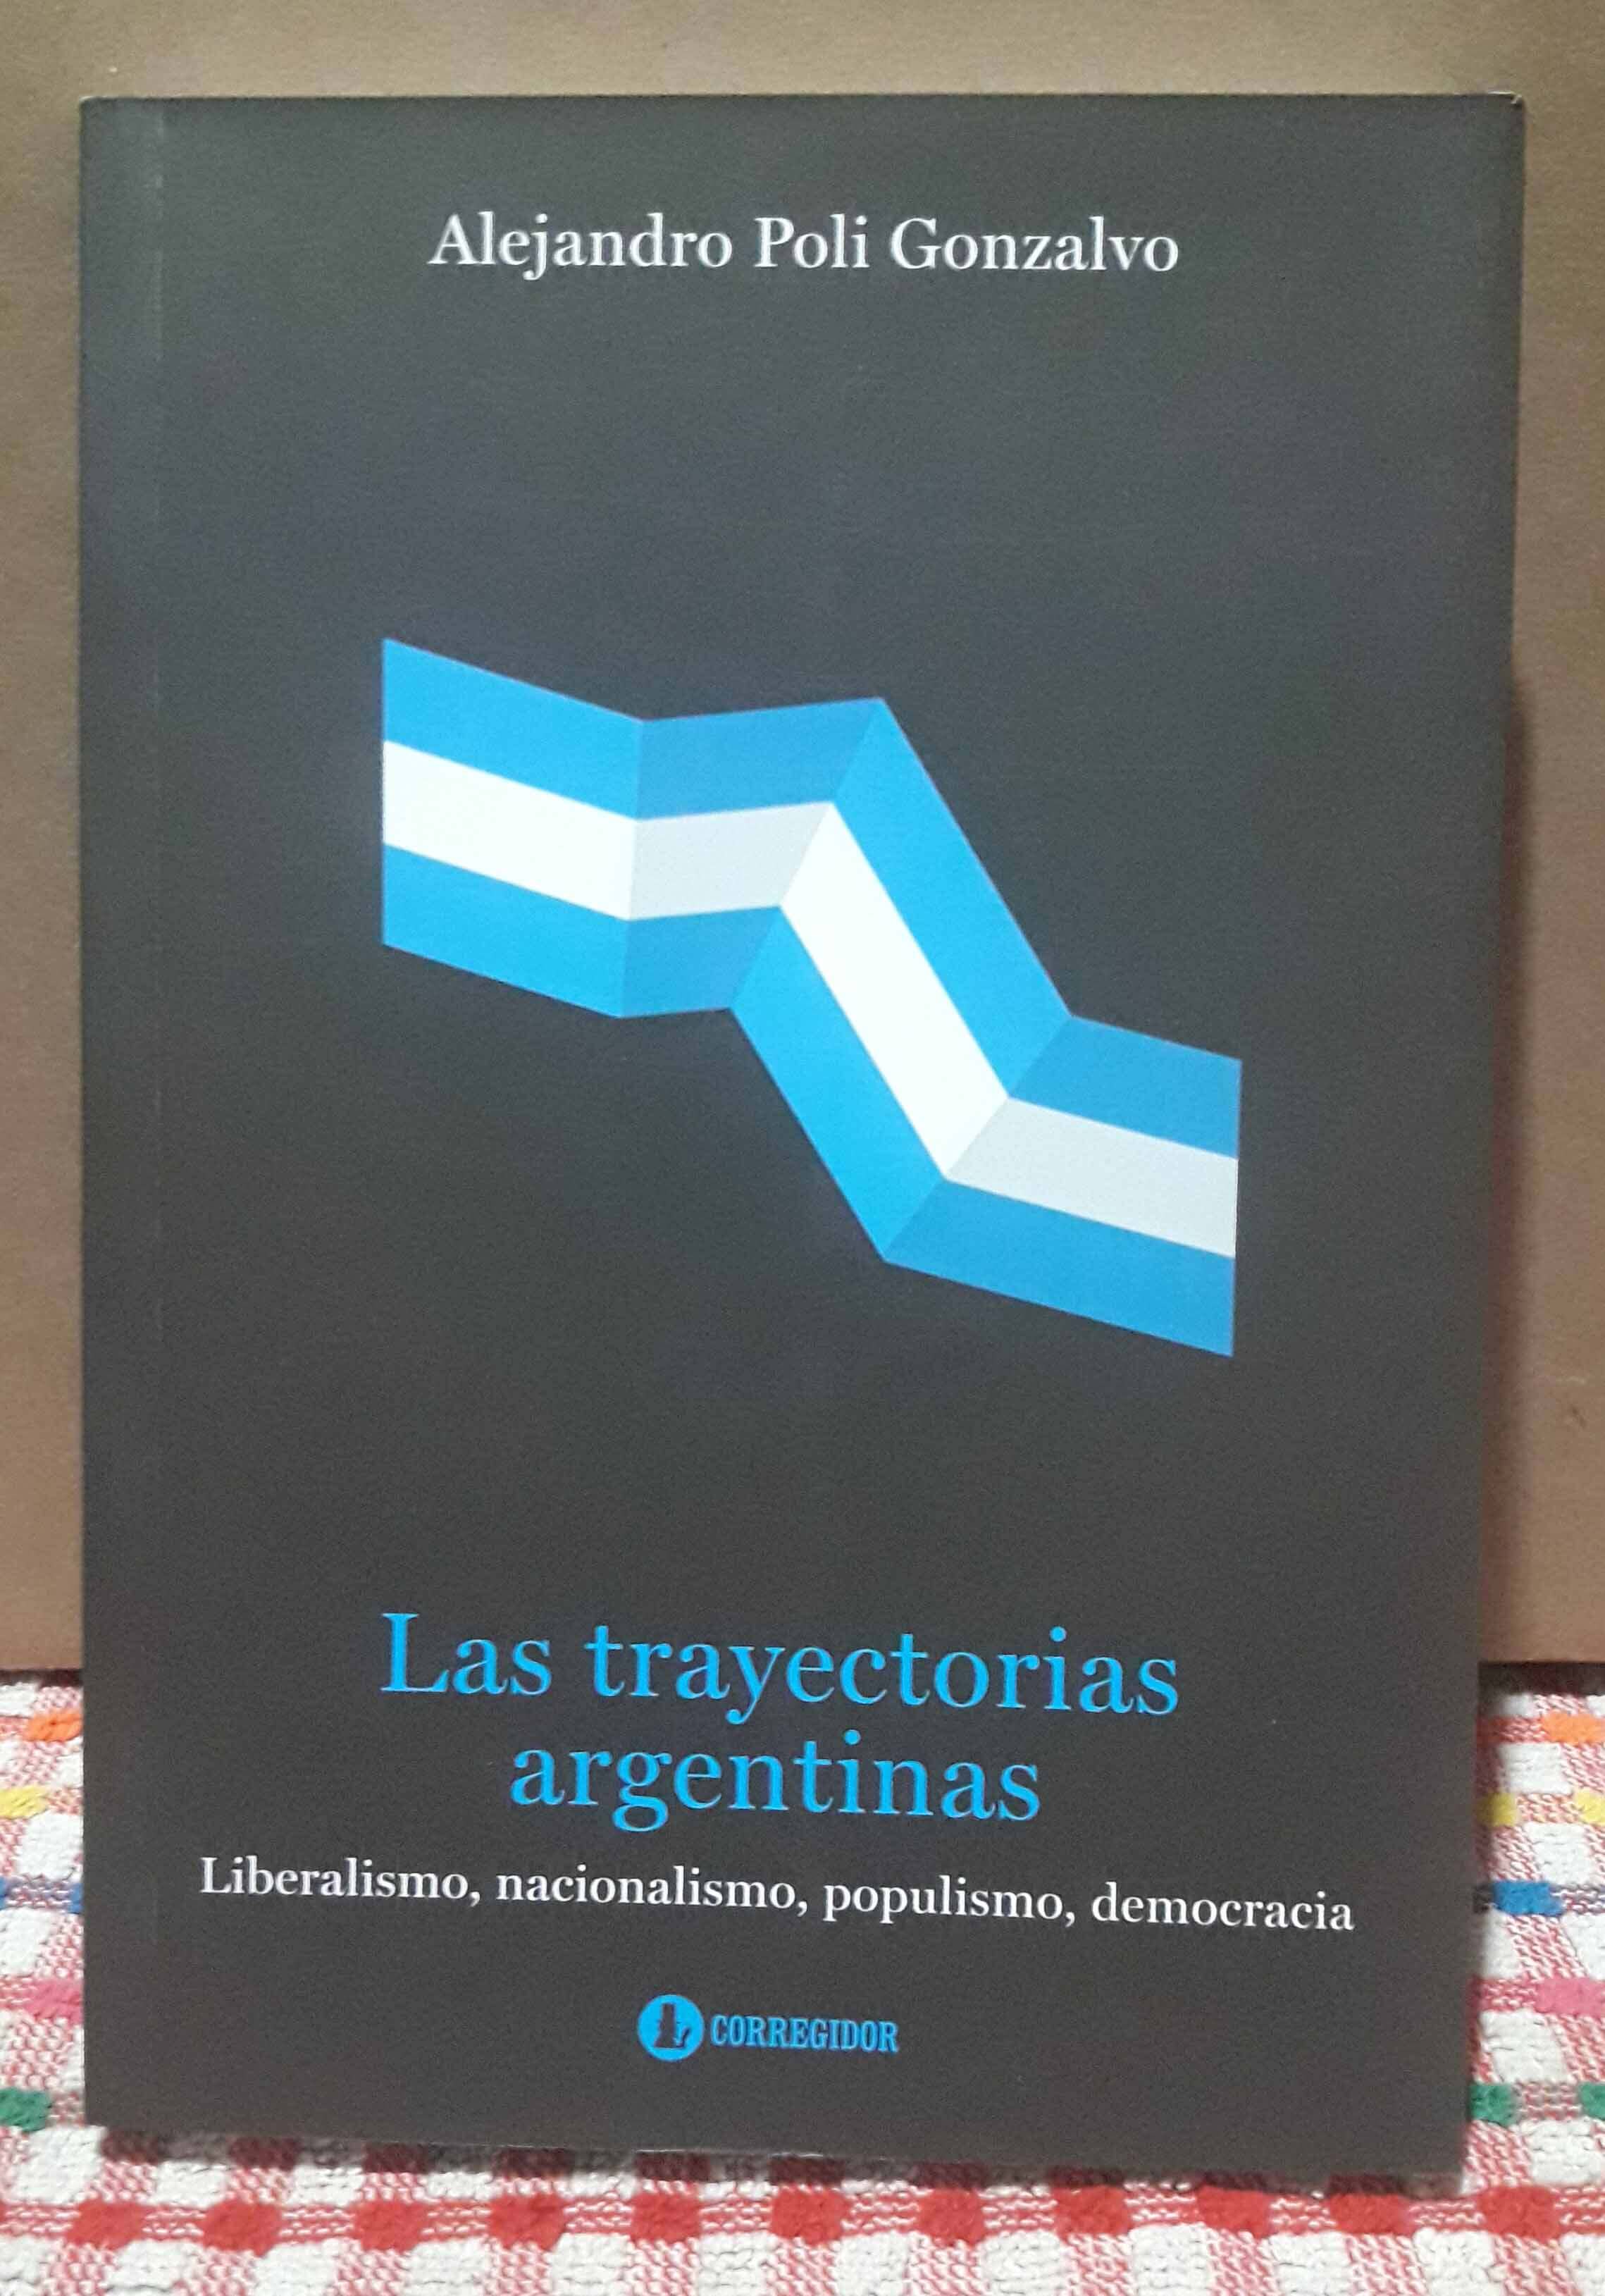 Alejandro Poli Gonzalvo
Las trayectorias
argentinas
Liberalismo, nacionalismo, populismo, democracia
CORREGIDOR